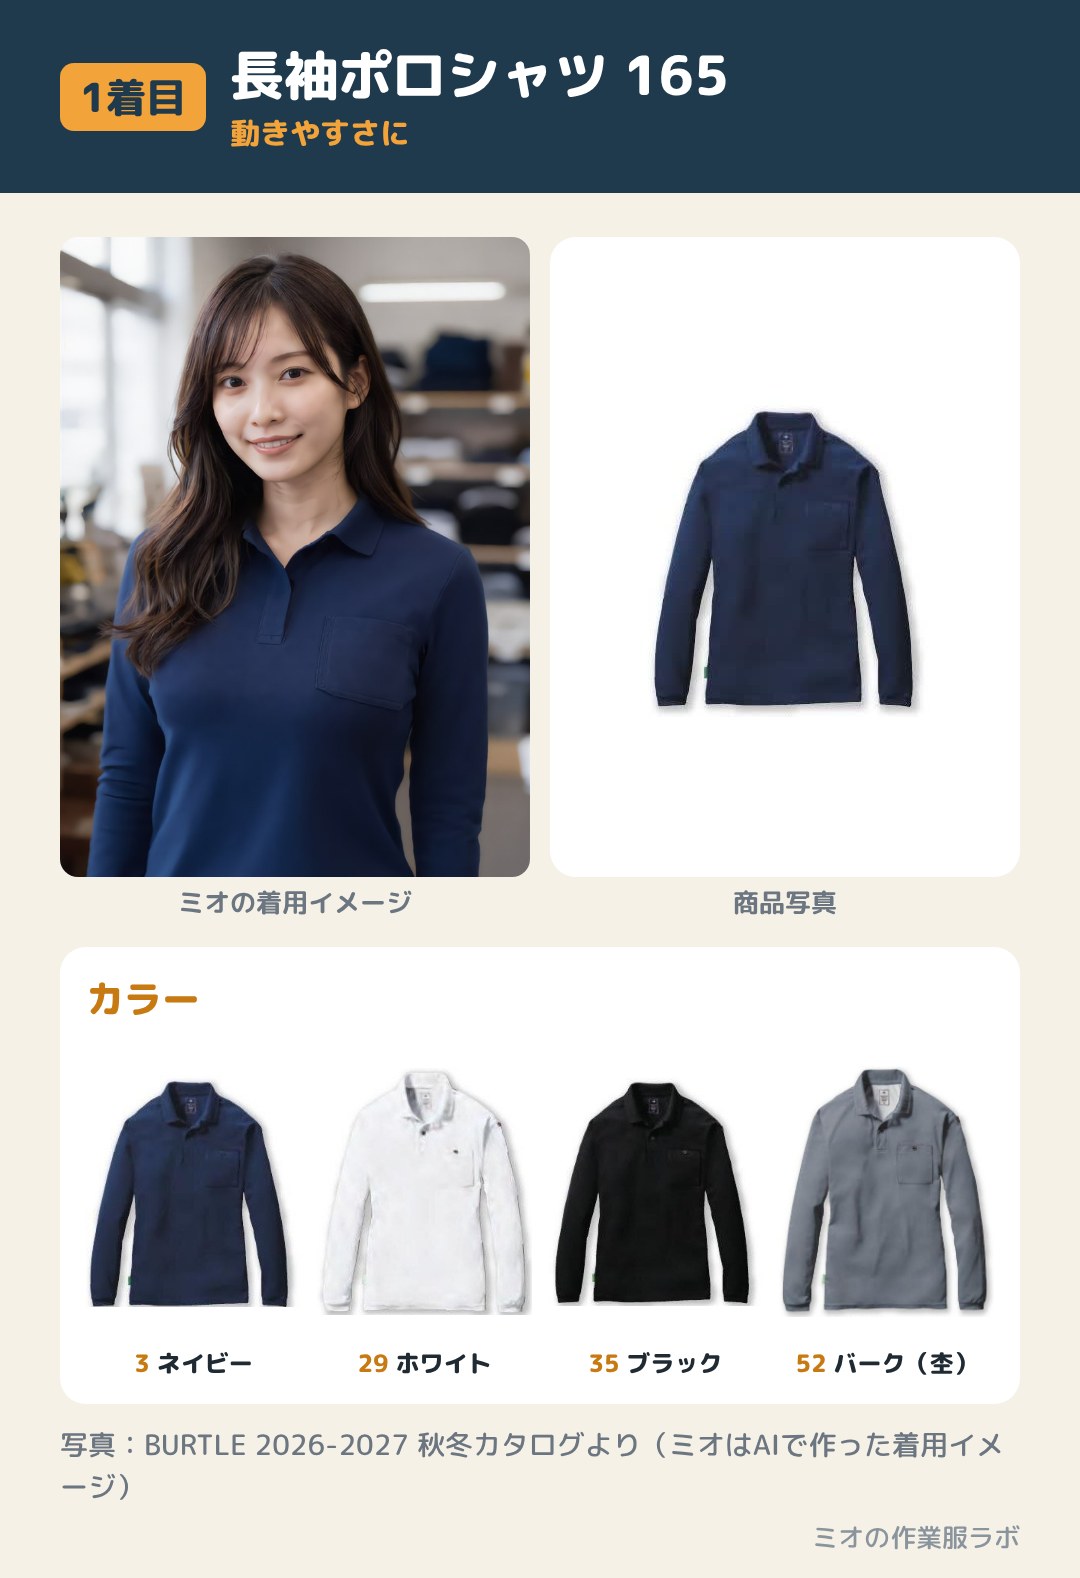 1着目
長袖ポロシャツ 165
動きやすさに
ミオの着用イメージ
商品写真
カラー
3 ネイビー
29 ホワイト
35 ブラック
52 バーク（杢）
写真：BURTLE 2026-2027 秋冬カタログより（ミオはAIで作った着用イメ
ージ）
ミオの作業服ラボ